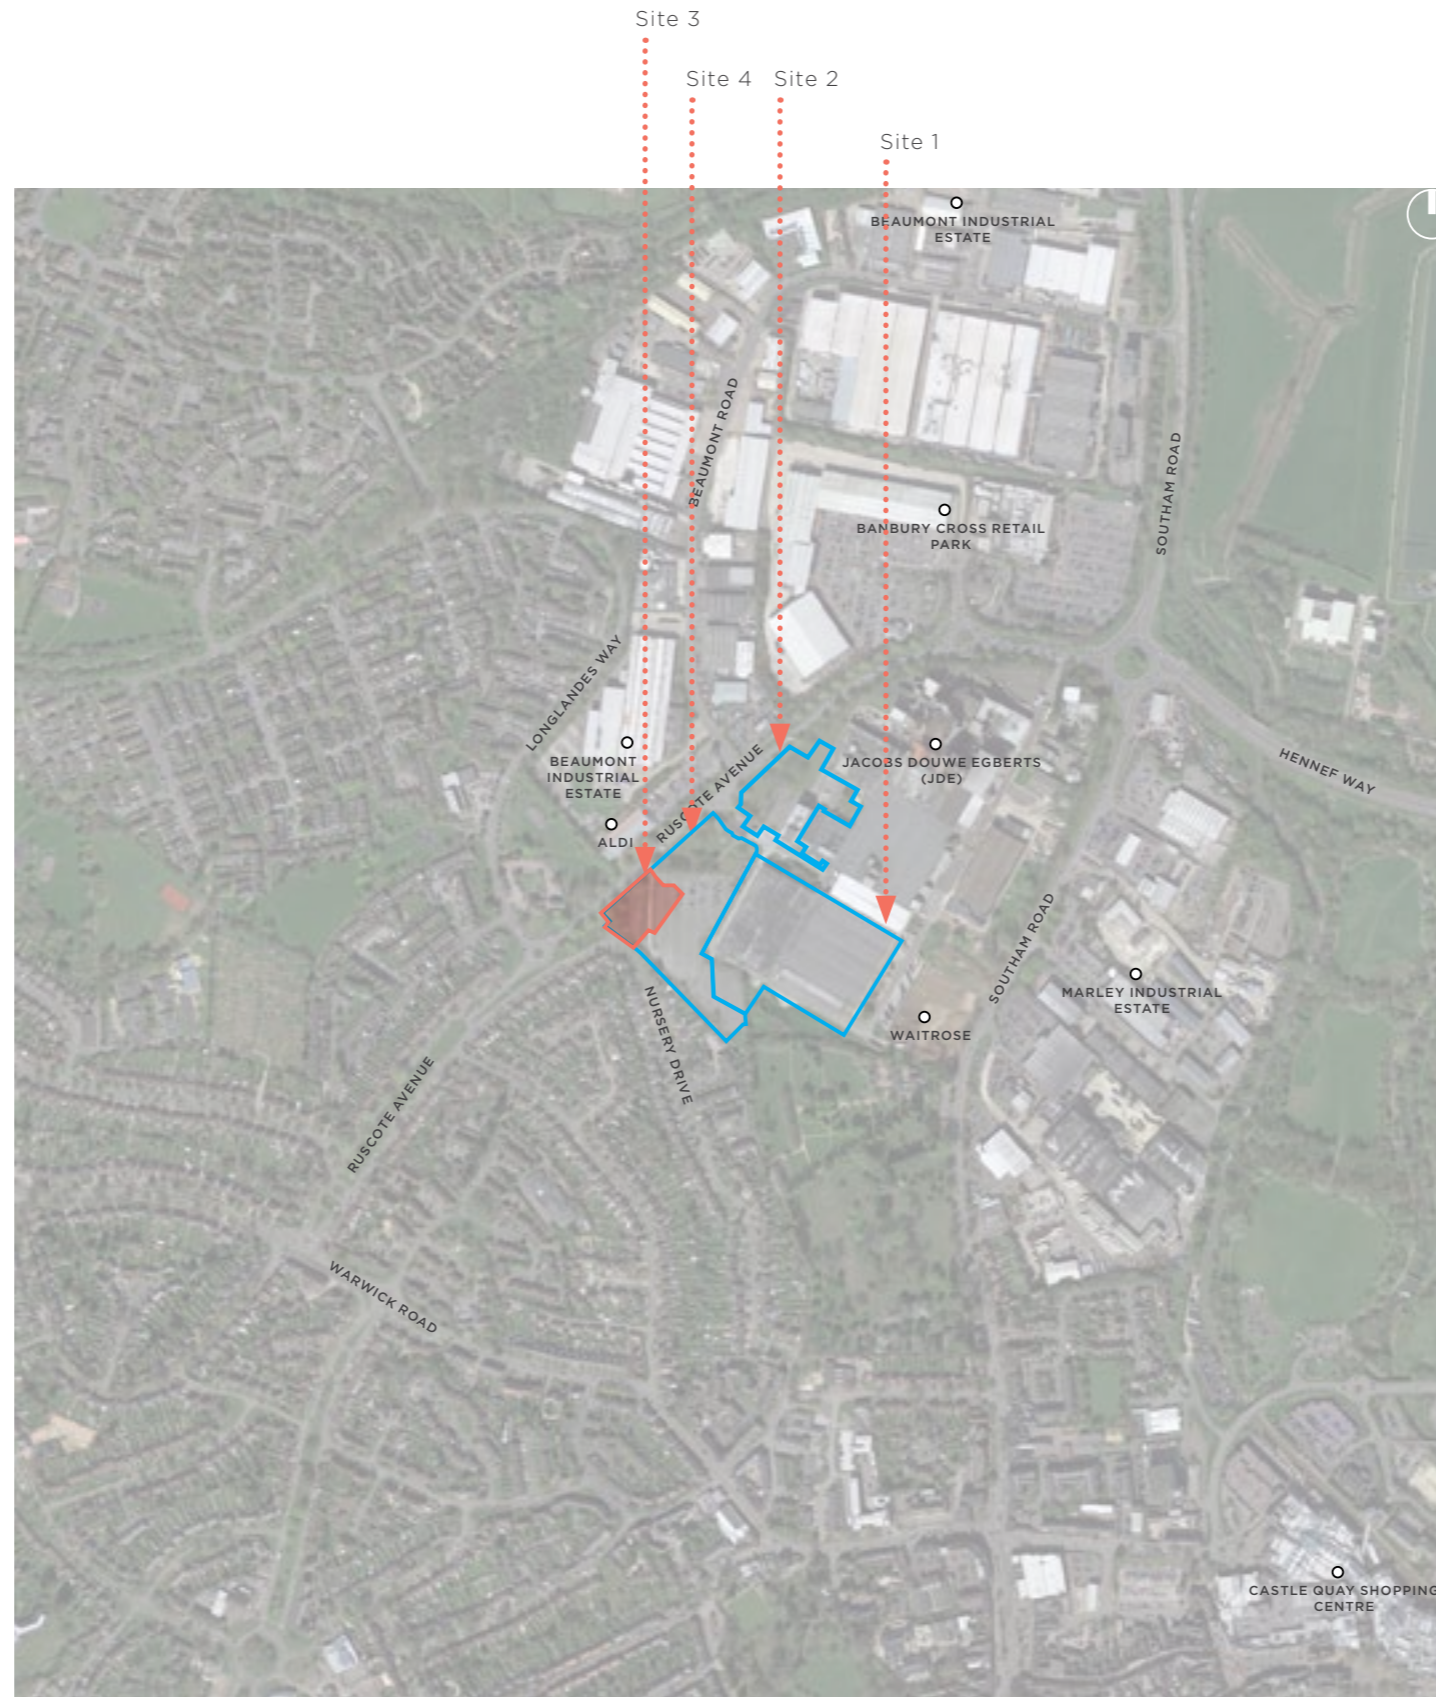 Site 3
Site 4
Site 2
Site 1
BEAUMONT INDUSTRIAL
ESTATE
BEAUMONT ROAD
SOUTHAM ROAD
BANBURY CROSS RETAIL
PARK
LONGLANDES WAY
RUSCOTE AVENUE
JACOBS DOUWE EGBERTS
(JDE)
HENNEF WAY
BEAUMONT
INDUSTRIAL
ESTATE
ALDI
SOUTHAM ROAD
MARLEY INDUSTRIAL
ESTATE
WAITROSE
NURSERY DRIVE
RUSCOTE AVENUE
WARWICK ROAD
CASTLE QUAY SHOPPING
CENTRE